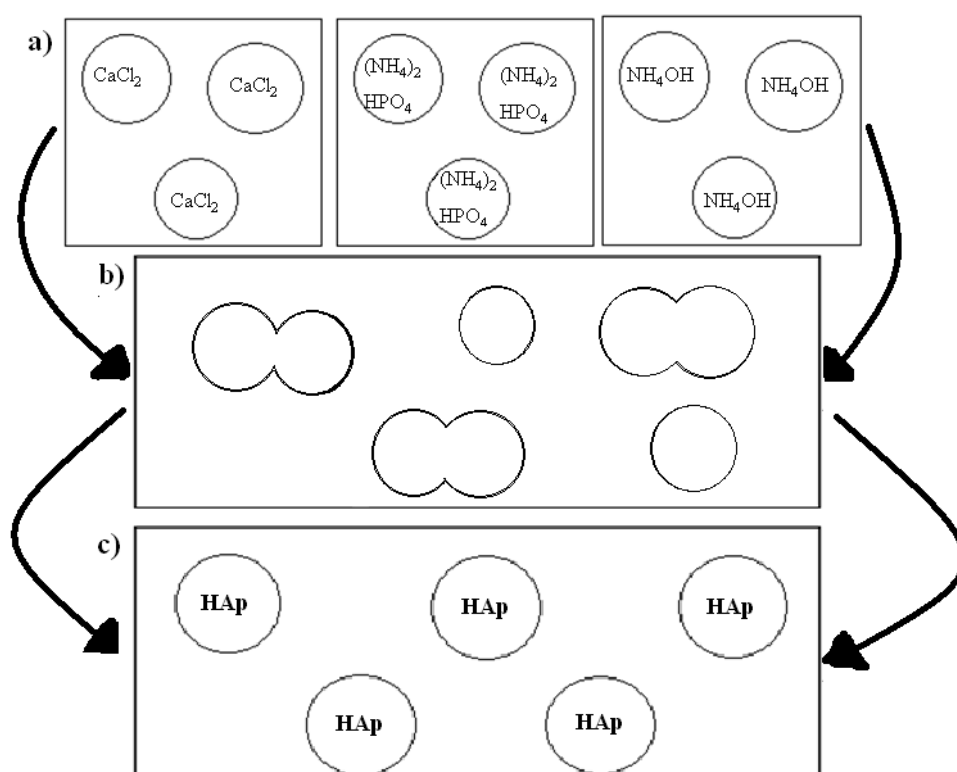 a)
CaCl₂
CaCl₂
CaCl₂
(NH₄)₂
HPO₄
(NH₄)₂
HPO₄
(NH₄)₂
HPO₄
NH₄OH
NH₄OH
NH₄OH
b)
c)
HAp
HAp
HAp
HAp
HAp